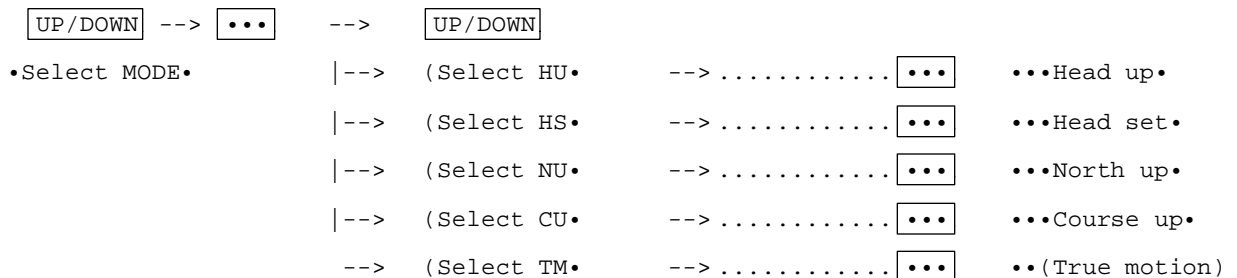 UP/DOWN --> ••• --> UP/DOWN
•Select MODE• |--> (Select HU• -->............ ••• •••Head up•
|--> (Select HS• -->............ ••• •••Head set•
|--> (Select NU• -->............ ••• •••North up•
|--> (Select CU• -->............ ••• •••Course up•
--> (Select TM• -->............ ••• ••(True motion)